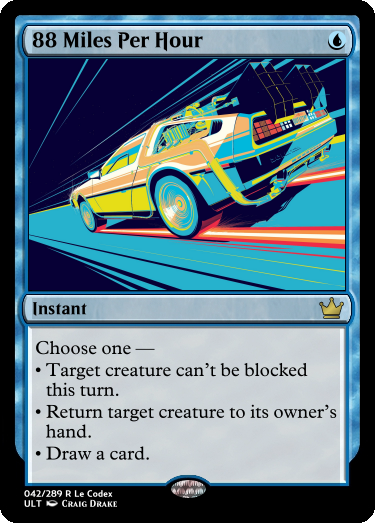 88 Miles Per Hour
Instant
Choose one —
• Target creature can't be blocked
this turn.
• Return target creature to its owner's
hand.
• Draw a card.
042/289 R Le Codex
ULT Craig Drake